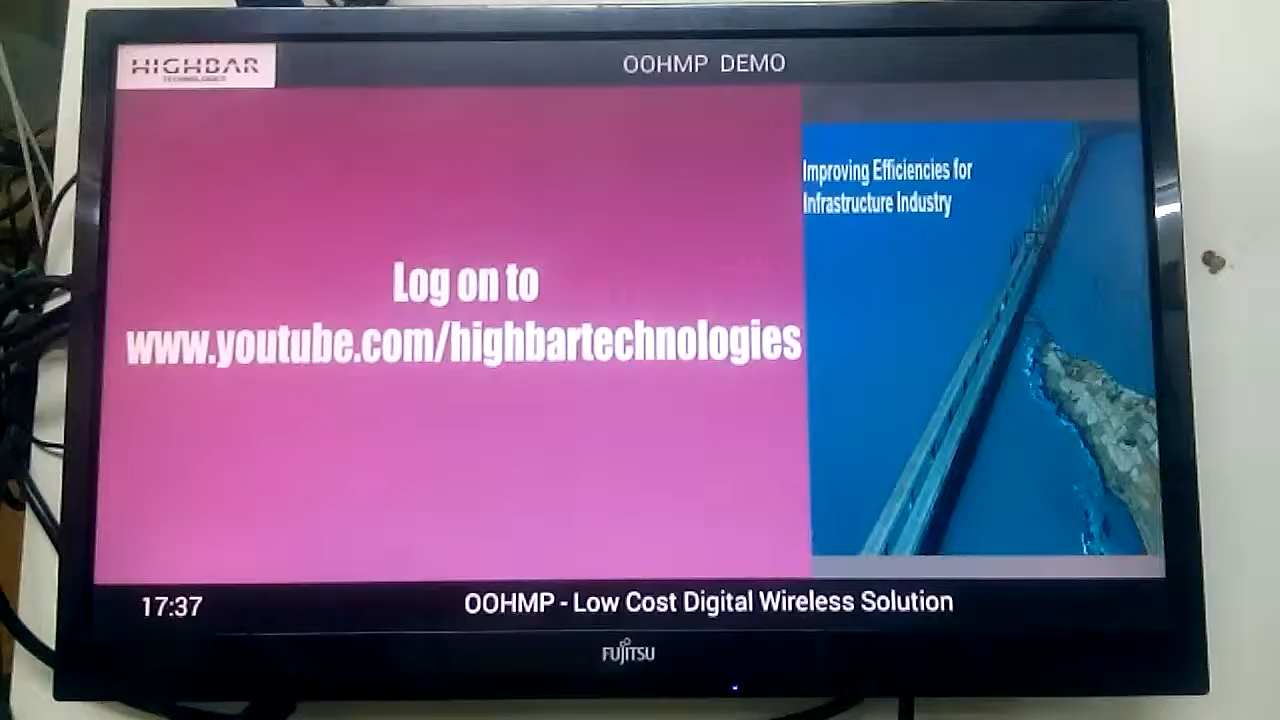 HIGHBAR
TECHNOLOGIES
OOHMP DEMO
Improving Efficiencies for
Infrastructure Industry
Log on to
www.youtube.com/highbartechnologies
17:37
OOHMP - Low Cost Digital Wireless Solution
FUJITSU